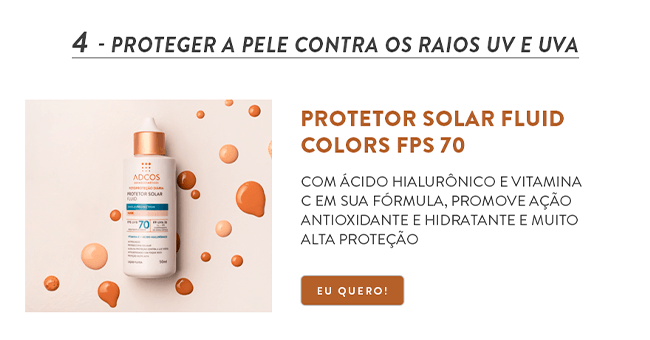 4 - PROTEGER A PELE CONTRA OS RAIOS UV E UVA
PROTETOR SOLAR FLUID
COLORS FPS 70
COM ÁCIDO HIALURÔNICO E VITAMINA
C EM SUA FÓRMULA, PROMOVE AÇÃO
ANTIOXIDANTE E HIDRATANTE E MUITO
ALTA PROTEÇÃO
EU QUERO!
ADCOS
PROTETOR SOLAR
FLUID
70